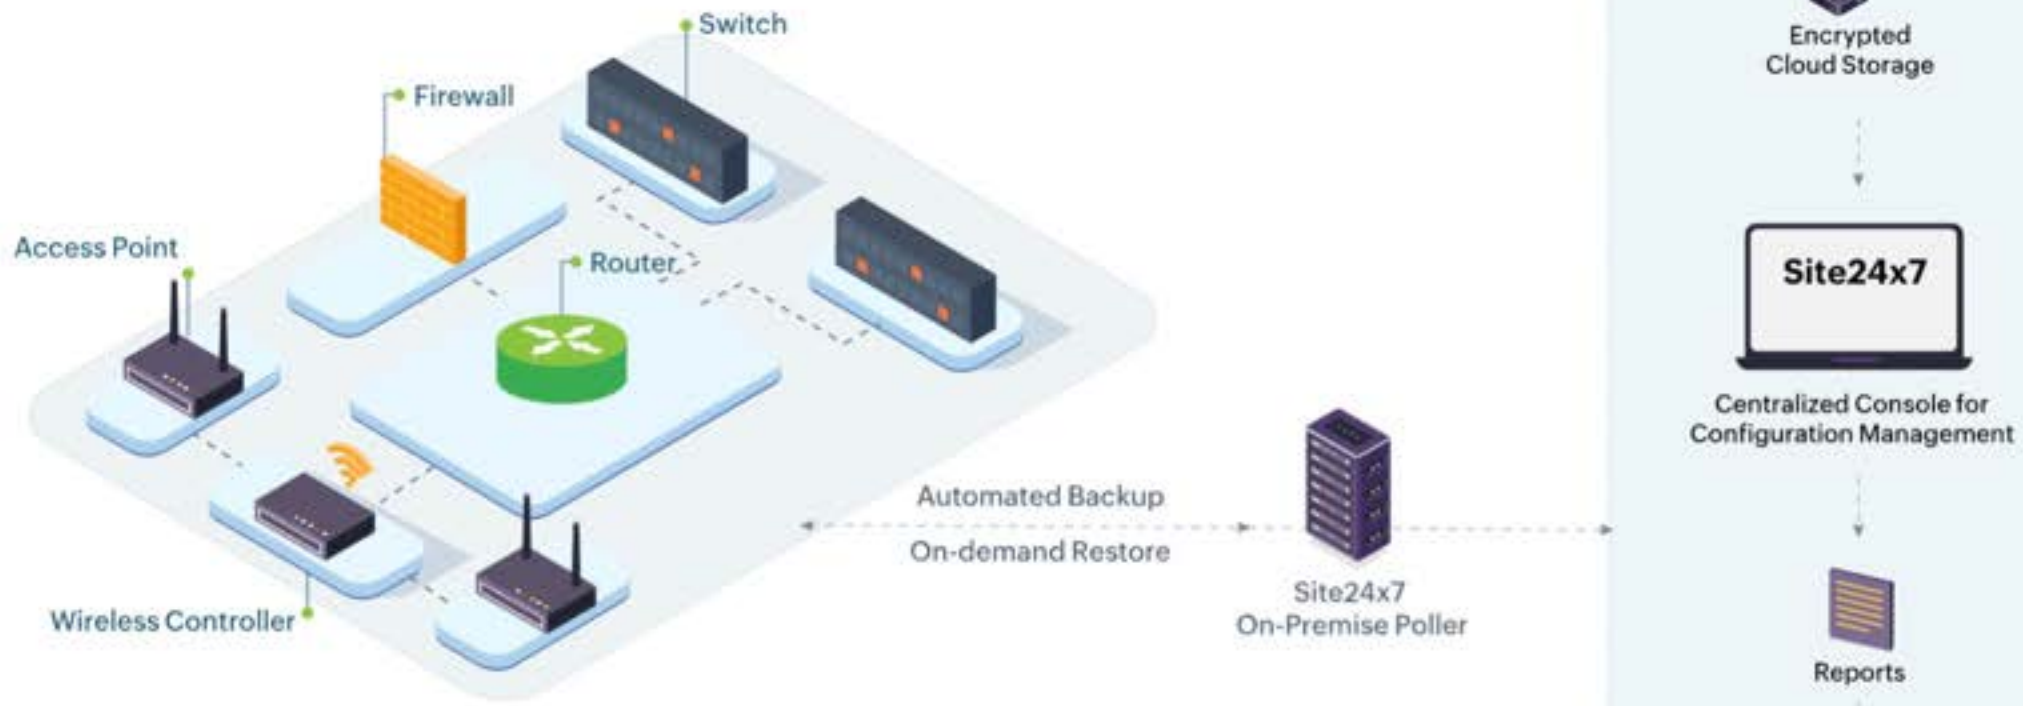 Switch
Firewall
Access Point
Router
Wireless Controller
Automated Backup
On-demand Restore
Site24x7
On-Premise Poller
Encrypted
Cloud Storage
Site24x7
Centralized Console for
Configuration Management
Reports